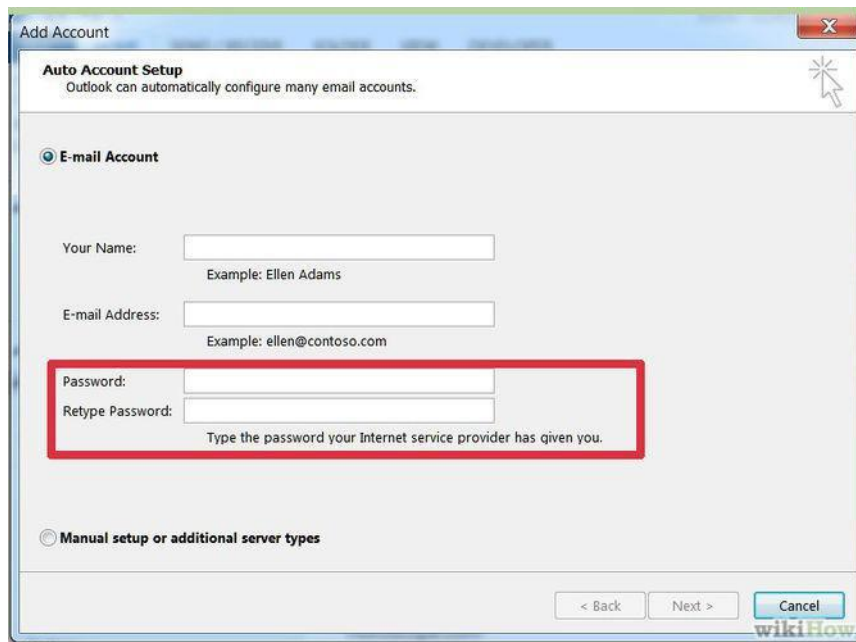 Add Account
Auto Account Setup
Outlook can automatically configure many email accounts.
E-mail Account
Your Name:
Example: Ellen Adams
E-mail Address:
Example: ellen@contoso.com
Password:
Retype Password:
Type the password your Internet service provider has given you.
Manual setup or additional server types
< Back Next > Cancel
wikiHow